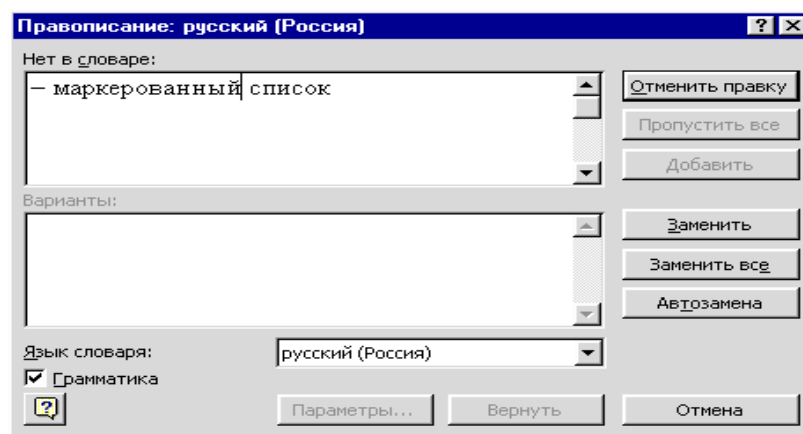 Правописание: русский (Россия)
Нет в словаре:
– маркерованный список
Отменить правку
Пропустить все
Добавить
Варианты:
Заменить
Заменить все
Автозамена
Язык словаря:
русский (Россия)
Грамматика
Параметры...
Вернуть
Отмена